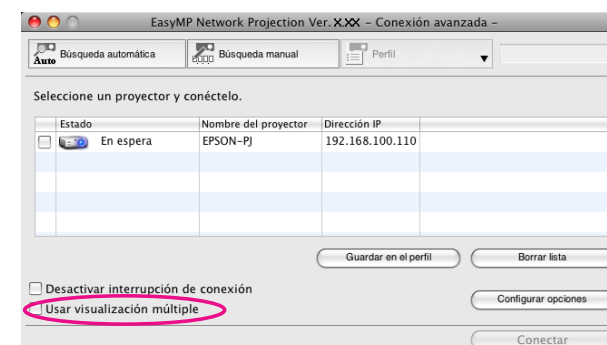 EasyMP Network Projection Ver. X.XX – Conexión avanzada –
Auto Búsqueda automática Búsqueda manual Perfil
Seleccione un proyector y conéctelo.
Estado Nombre del proyector Dirección IP
En espera EPSON-PJ 192.168.100.110
Guardar en el perfil Borrar lista
Desactivar interrupción de conexión
Configurar opciones
Usar visualización múltiple
Conectar